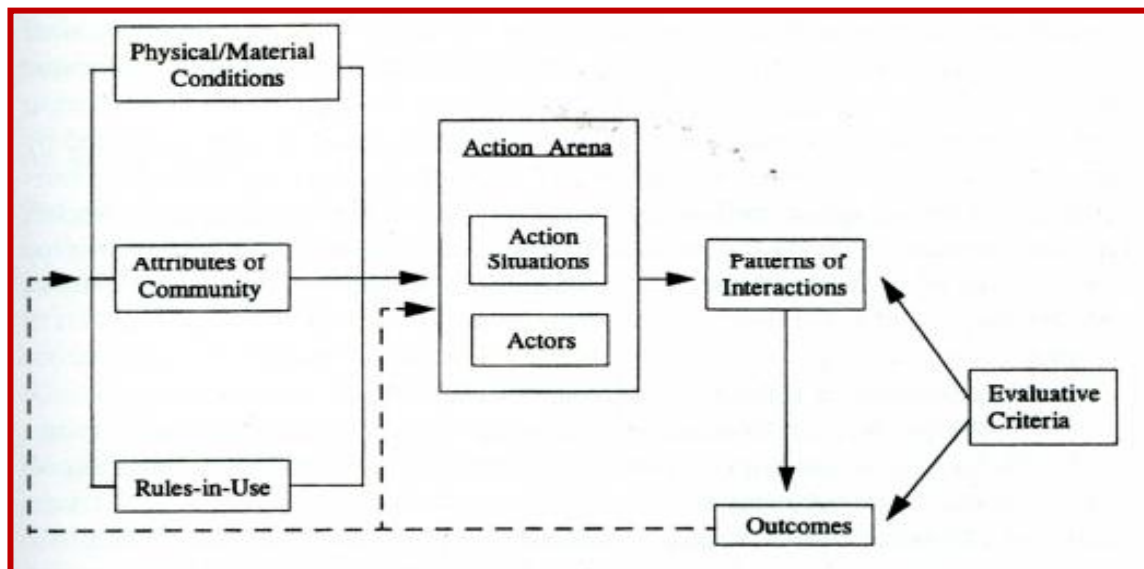 Physical/Material
Conditions
Action Arena
Action
Situations
Attributes of
Community
Patterns of
Interactions
Actors
Evaluative
Criteria
Rules-in-Use
Outcomes